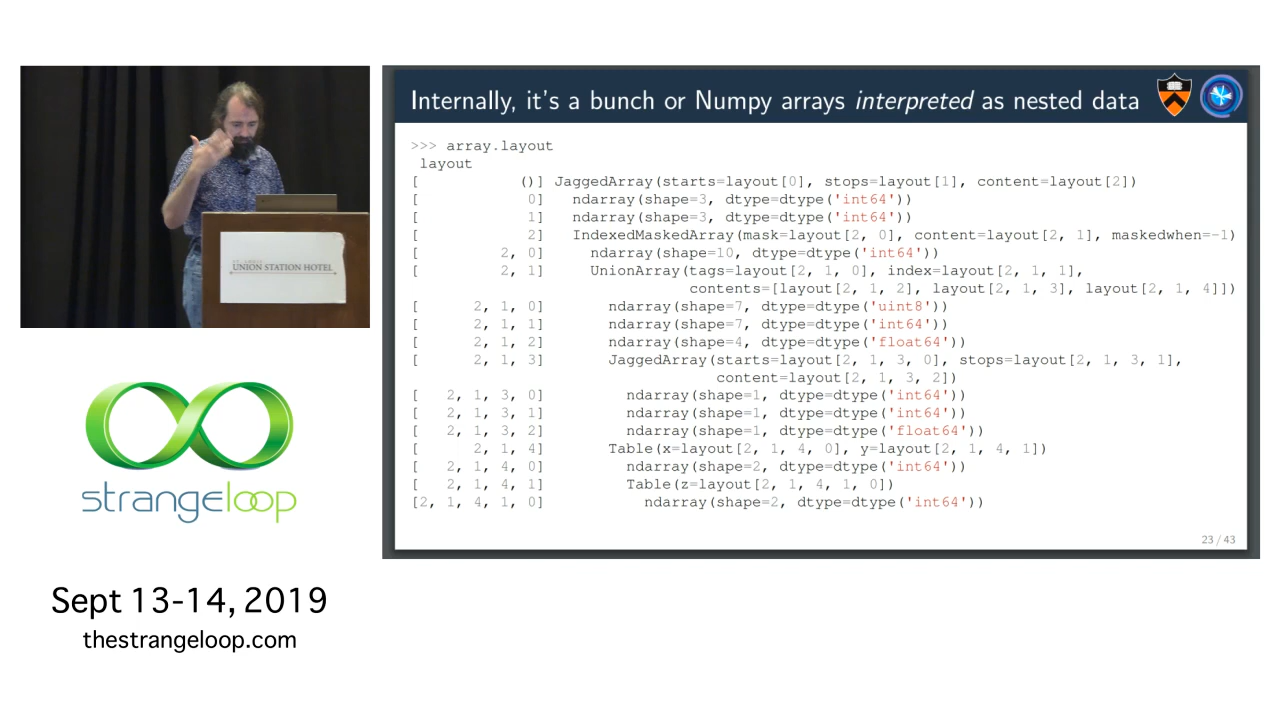 Internally, it's a bunch or Numpy arrays interpreted as nested data
>>> array.layout
layout
[ ()] JaggedArray(starts=layout[0], stops=layout[1], content=layout[2])
[ 0] ndarray(shape=3, dtype=dtype('int64'))
[ 1] ndarray(shape=3, dtype=dtype('int64'))
[ 2] IndexedMaskedArray(mask=layout[2, 0], content=layout[2, 1], maskedwhen=-1)
[ 2, 0] ndarray(shape=10, dtype=dtype('int64'))
[ 2, 1] UnionArray(tags=layout[2, 1, 0], index=layout[2, 1, 1],
contents=[layout[2, 1, 2], layout[2, 1, 3], layout[2, 1, 4]])
[ 2, 1, 0] ndarray(shape=7, dtype=dtype('uint8'))
[ 2, 1, 1] ndarray(shape=7, dtype=dtype('int64'))
[ 2, 1, 2] ndarray(shape=4, dtype=dtype('float64'))
[ 2, 1, 3] JaggedArray(starts=layout[2, 1, 3, 0], stops=layout[2, 1, 3, 1],
content=layout[2, 1, 3, 2])
[ 2, 1, 3, 0] ndarray(shape=1, dtype=dtype('int64'))
[ 2, 1, 3, 1] ndarray(shape=1, dtype=dtype('int64'))
[ 2, 1, 3, 2] ndarray(shape=1, dtype=dtype('float64'))
[ 2, 1, 4] Table(x=layout[2, 1, 4, 0], y=layout[2, 1, 4, 1])
[ 2, 1, 4, 0] ndarray(shape=2, dtype=dtype('int64'))
[ 2, 1, 4, 1] Table(z=layout[2, 1, 4, 1, 0])
[2, 1, 4, 1, 0] ndarray(shape=2, dtype=dtype('int64'))
23 / 43
UNION STATION HOTEL
strangeloop
Sept 13-14, 2019
thestrangeloop.com